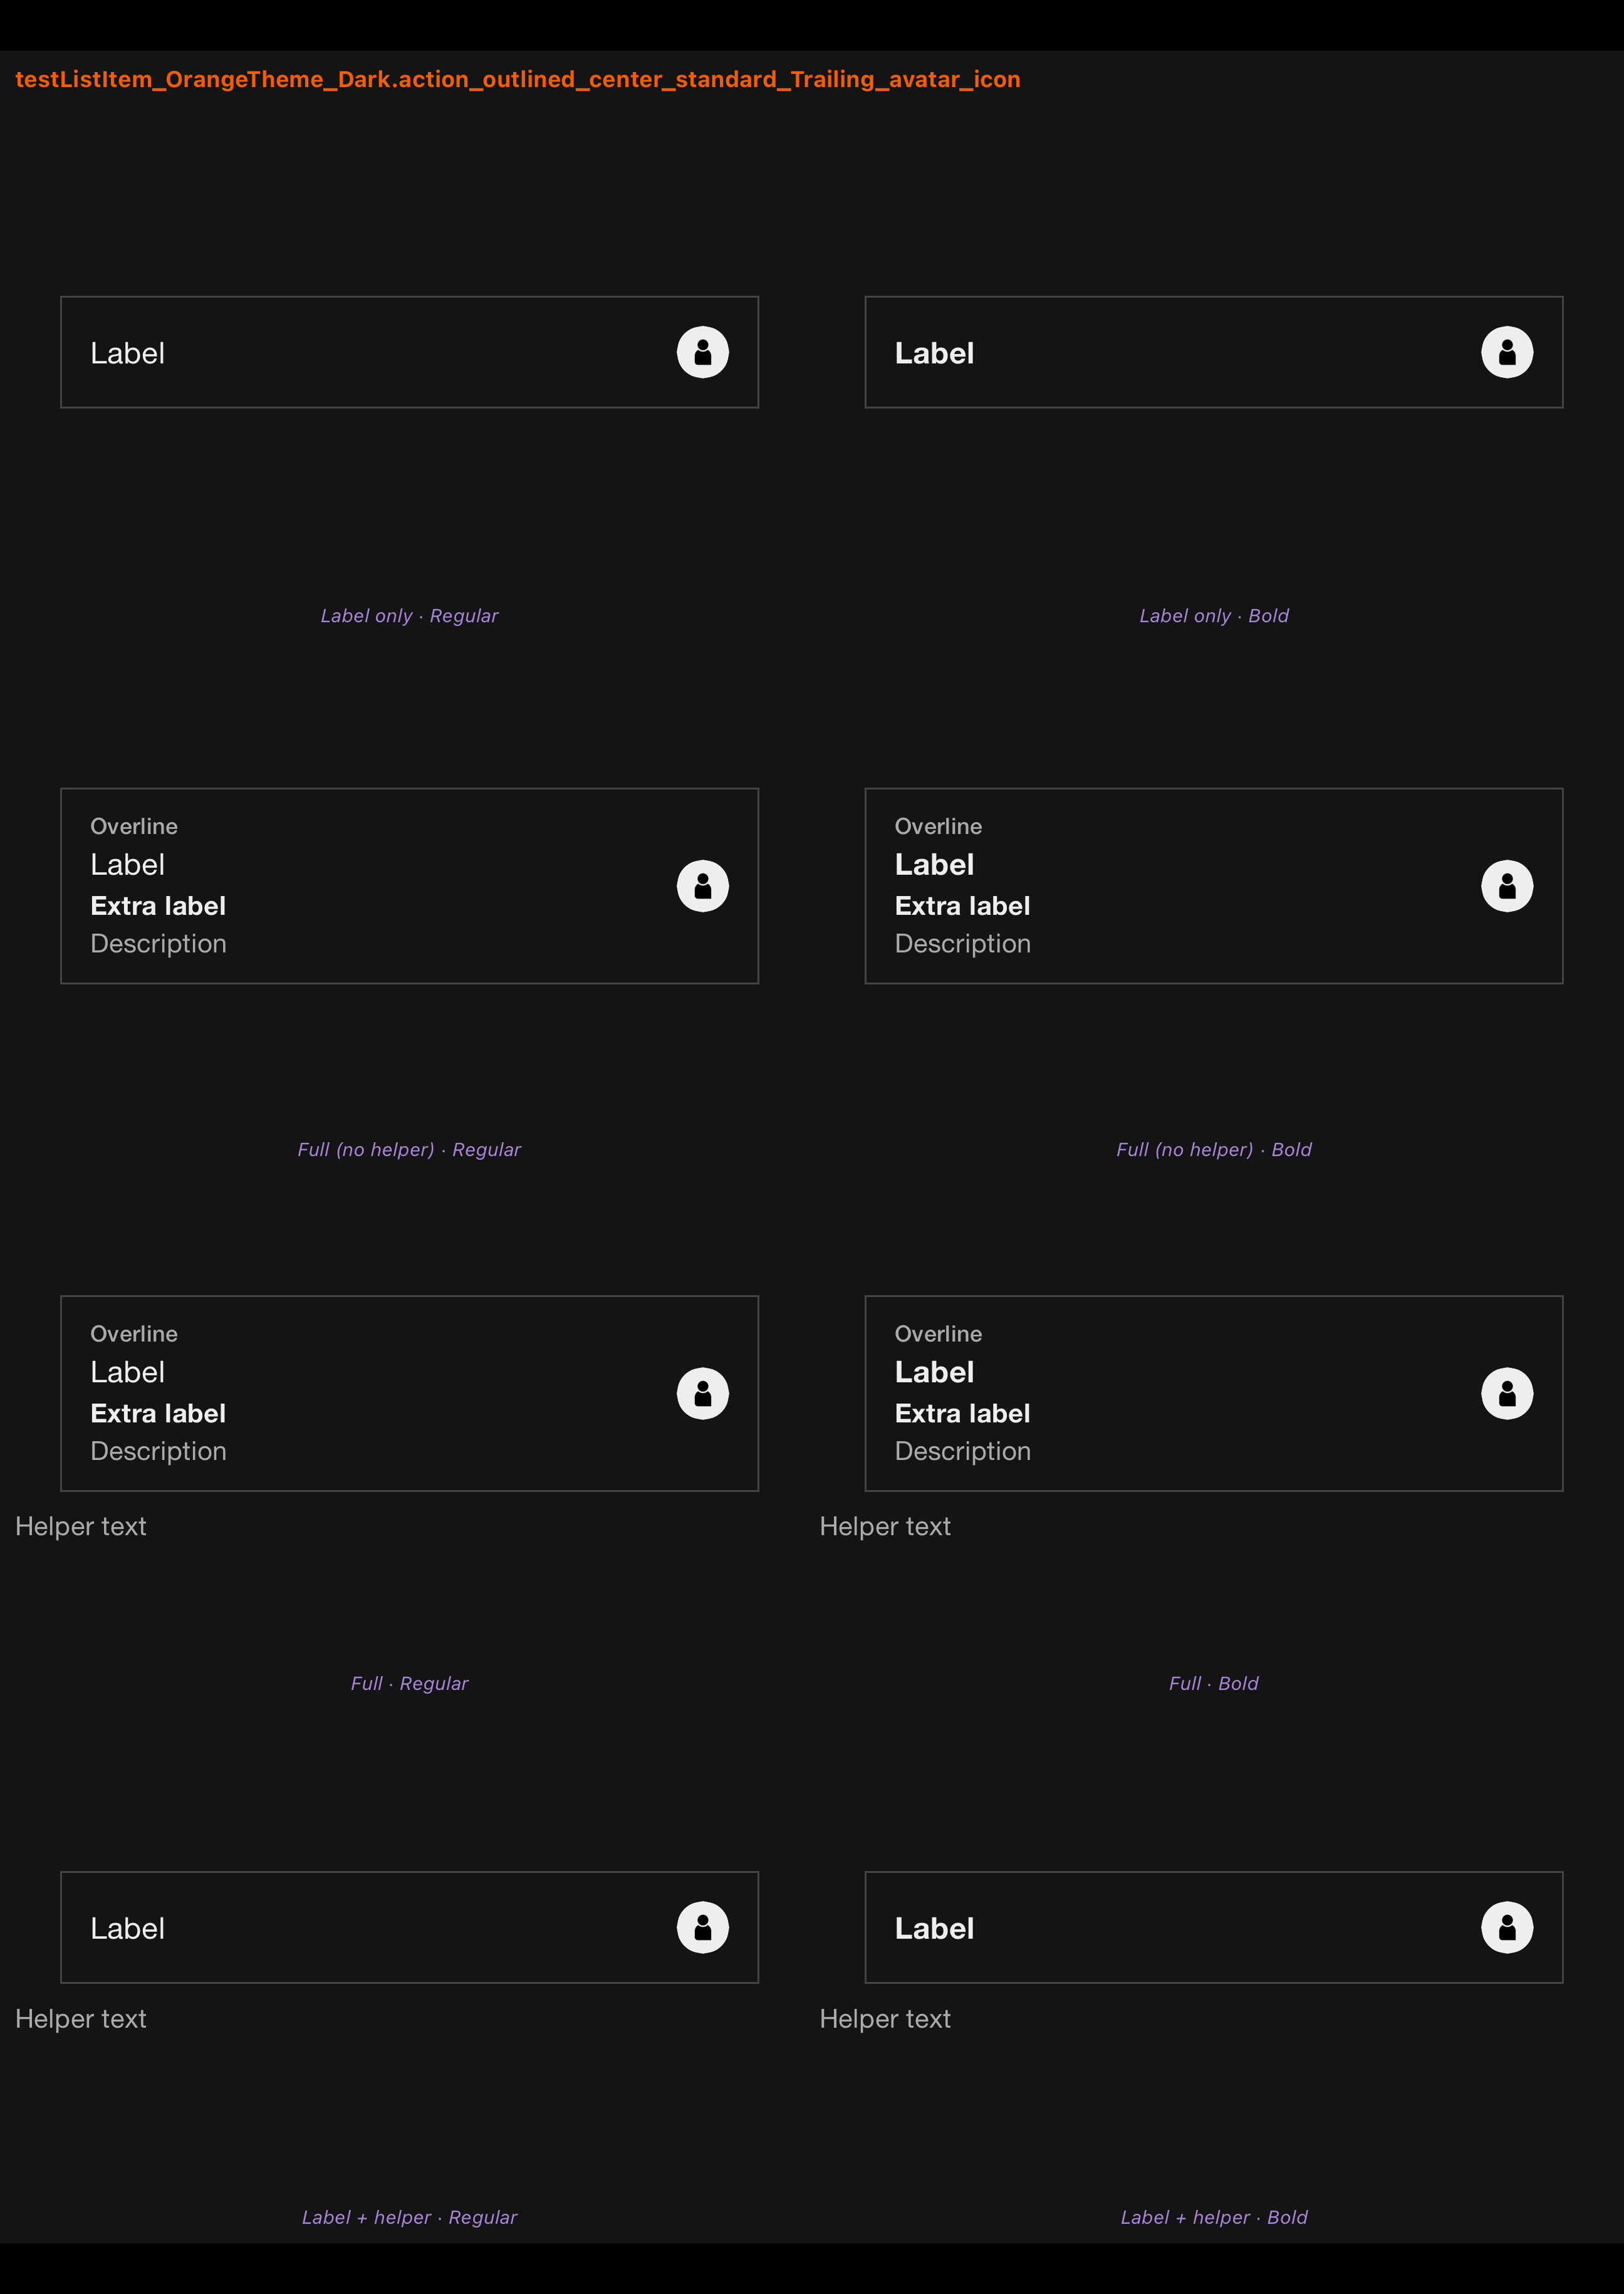 testListItem_OrangeTheme_Dark.action_outlined_center_standard_Trailing_avatar_icon
Label
Label
Label only · Regular
Label only · Bold
Overline
Label
Extra label
Description
Overline
Label
Extra label
Description
Full (no helper) · Regular
Full (no helper) · Bold
Overline
Label
Extra label
Description
Helper text
Overline
Label
Extra label
Description
Helper text
Full · Regular
Full · Bold
Label
Helper text
Label
Helper text
Label + helper · Regular
Label + helper · Bold